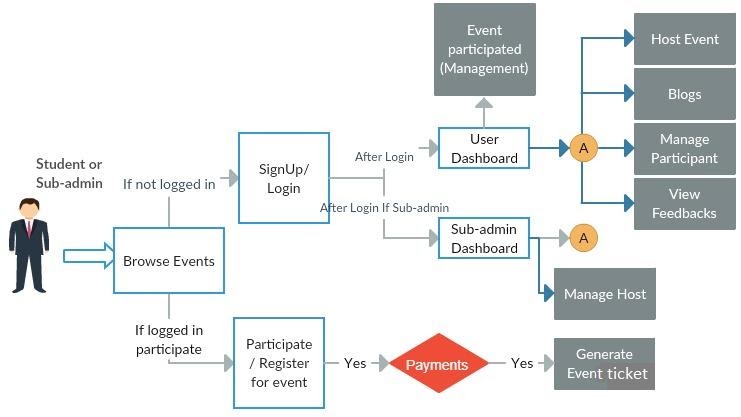 Event
participated
(Management)
Host Event
Blogs
User
Dashboard
A
Manage
Participant
View
Feedbacks
Student or
Sub-admin
If not logged in
SignUp/
Login
After Login
After Login If Sub-admin
Sub-admin
Dashboard
A
Browse Events
Manage Host
If logged in
participate
Participate
/ Register
for event
Yes
Payments
Yes
Generate
Event ticket